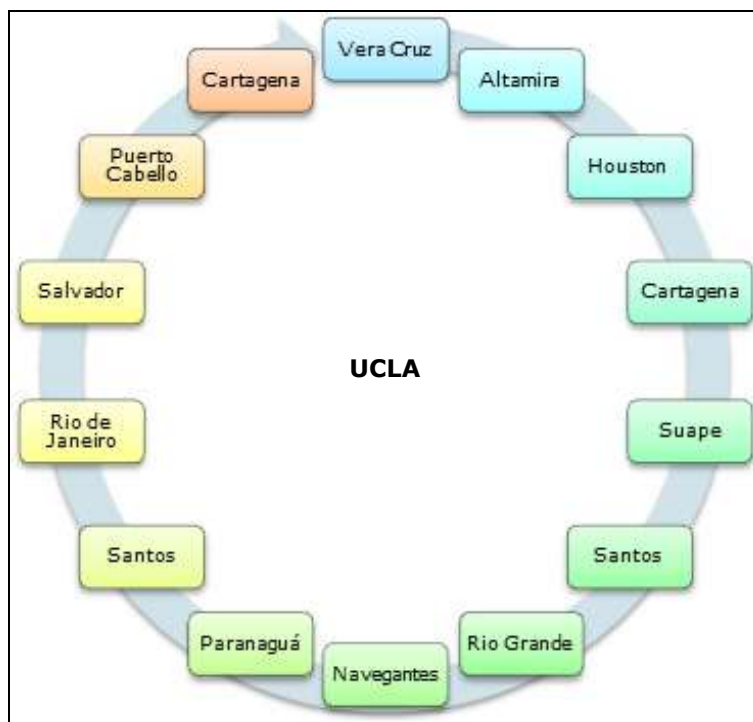 Vera Cruz
Altamira
Houston
Cartagena
Suape
Santos
Rio Grande
Navegantes
Paranaguá
Santos
Rio de
Janeiro
Salvador
Puerto
Cabello
Cartagena
UCLA